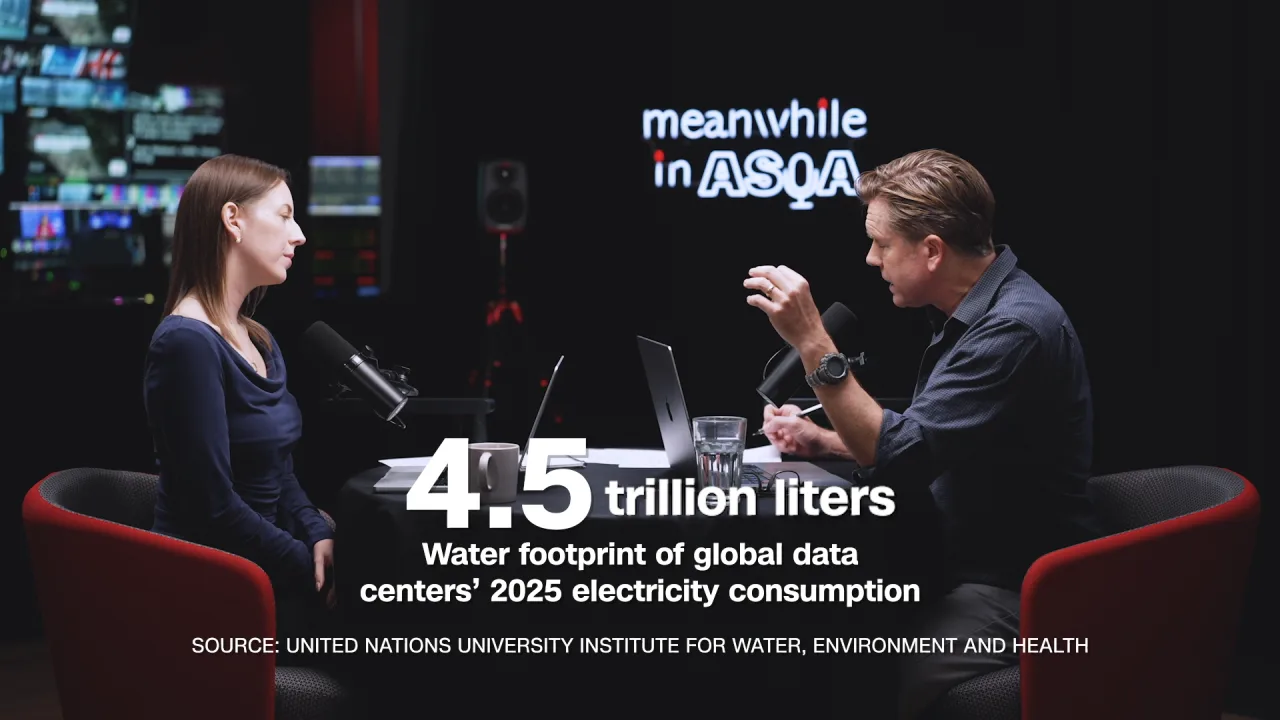 meanwhile
in ASIA
4.5 trillion liters
Water footprint of global data
centers’ 2025 electricity consumption
SOURCE: UNITED NATIONS UNIVERSITY INSTITUTE FOR WATER, ENVIRONMENT AND HEALTH